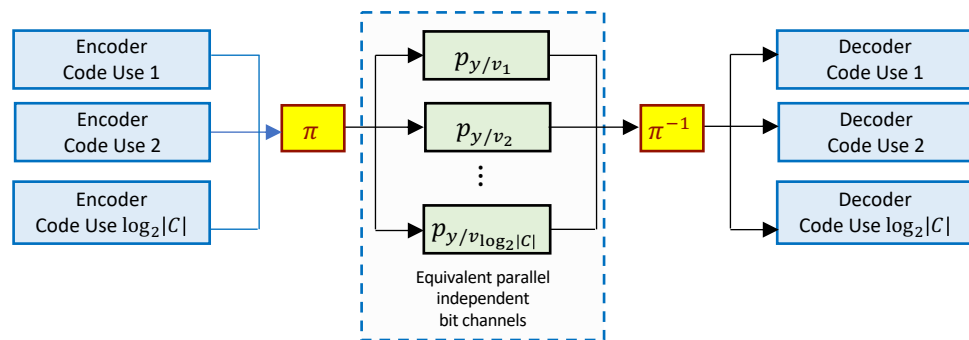 Encoder
Code Use 1
Encoder
Code Use 2
Encoder
Code Use log₂|C|
π
p_{y/v_1}
p_{y/v_2}
⋮
p_{y/v_{log_2|C|}}
Equivalent parallel
independent
bit channels
π⁻¹
Decoder
Code Use 1
Decoder
Code Use 2
Decoder
Code Use log₂|C|